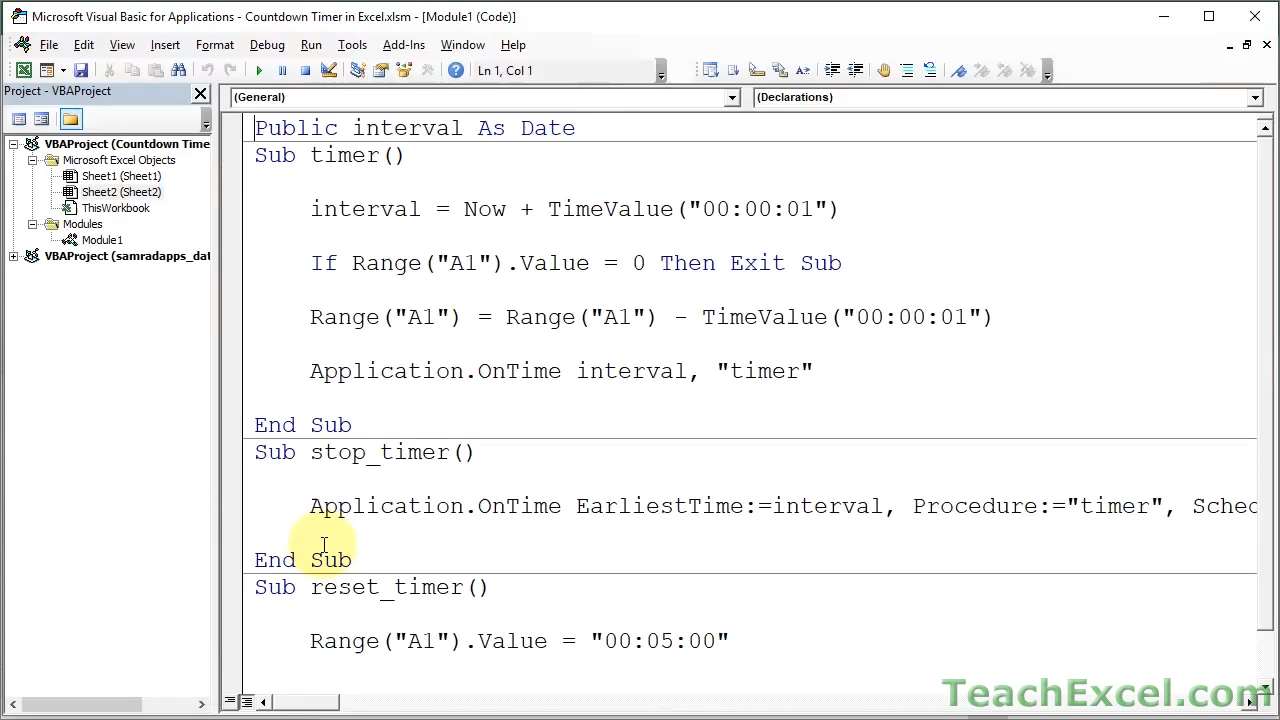 Microsoft Visual Basic for Applications - Countdown Timer in Excel.xlsm - [Module1 (Code)]
File Edit View Insert Format Debug Run Tools Add-Ins Window Help
Ln 1, Col 1
Project - VBAProject
(General) (Declarations)
VBAProject (Countdown Time
Microsoft Excel Objects
Sheet1 (Sheet1)
Sheet2 (Sheet2)
ThisWorkbook
Modules
Module1
VBAProject (samradapps_dat
Public interval As Date
Sub timer()
interval = Now + TimeValue("00:00:01")
If Range("A1").Value = 0 Then Exit Sub
Range("A1") = Range("A1") - TimeValue("00:00:01")
Application.OnTime interval, "timer"
End Sub
Sub stop_timer()
Application.OnTime EarliestTime:=interval, Procedure:="timer", Sched
End Sub
Sub reset_timer()
Range("A1").Value = "00:05:00"
TeachExcel.com